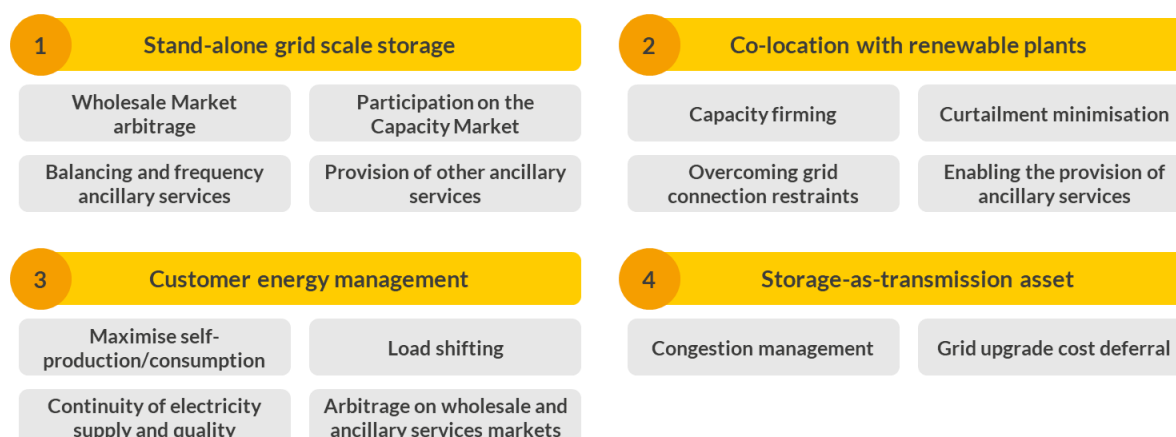 1
Stand-alone grid scale storage
Wholesale Market
arbitrage
Participation on the
Capacity Market
Balancing and frequency
ancillary services
Provision of other ancillary
services
2
Co-location with renewable plants
Capacity firming
Curtailment minimisation
Overcoming grid
connection restraints
Enabling the provision of
ancillary services
3
Customer energy management
Maximise self-
production/consumption
Load shifting
Continuity of electricity
supply and quality
Arbitrage on wholesale and
ancillary services markets
4
Storage-as-transmission asset
Congestion management
Grid upgrade cost deferral